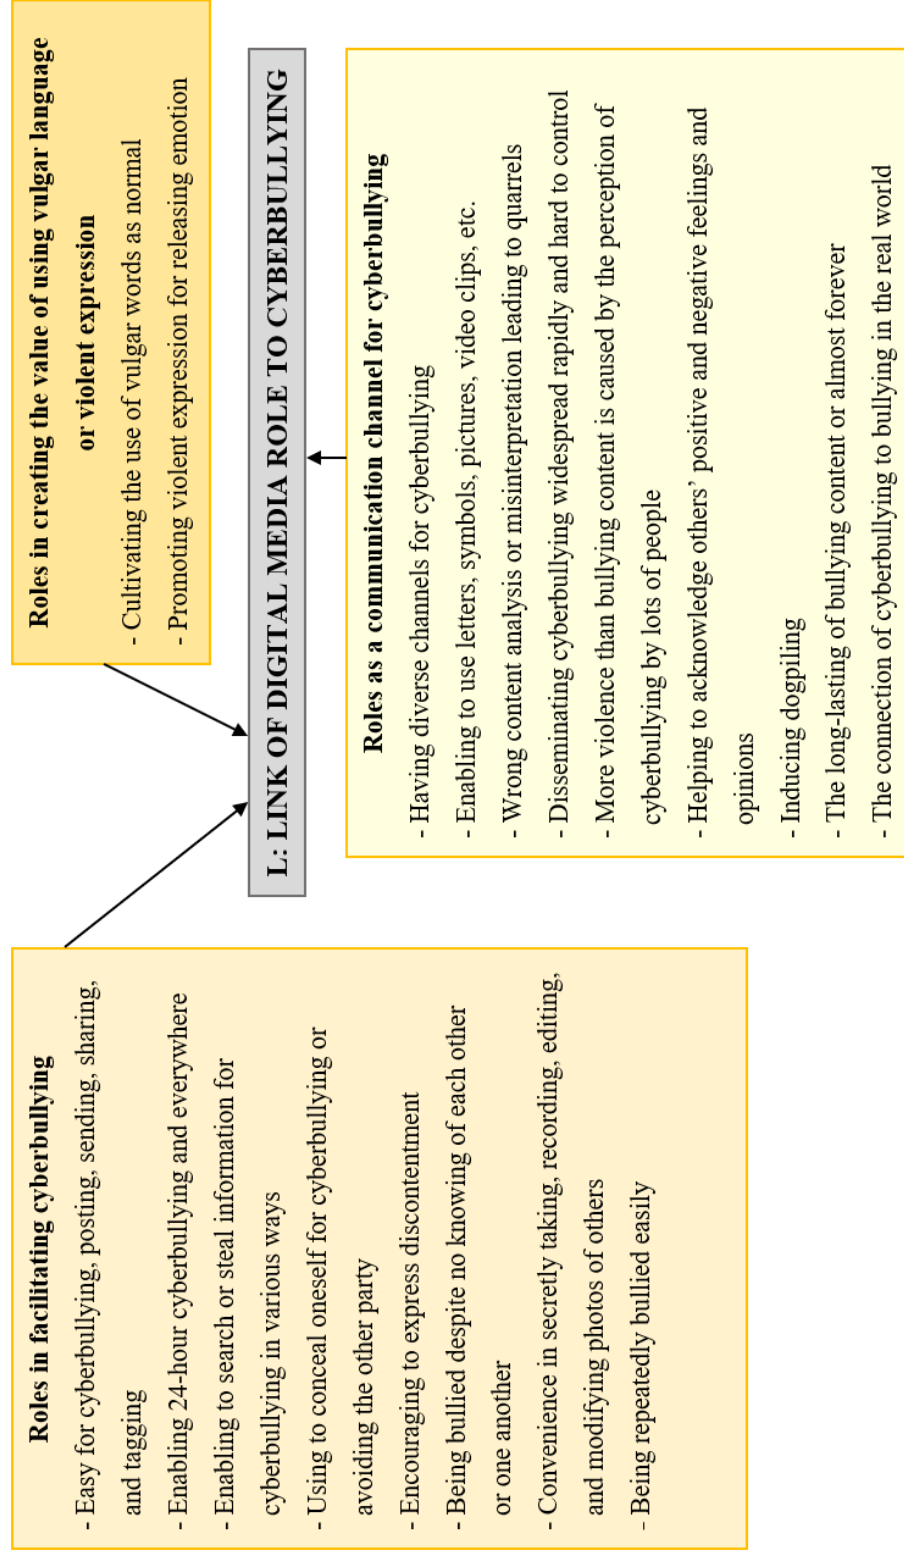 Roles in facilitating cyberbullying
- Easy for cyberbullying, posting, sending, sharing,
and tagging
- Enabling 24-hour cyberbullying and everywhere
- Enabling to search or steal information for
cyberbullying in various ways
- Using to conceal oneself for cyberbullying or
avoiding the other party
- Encouraging to express discontentment
- Being bullied despite no knowing of each other
or one another
- Convenience in secretly taking, recording, editing,
and modifying photos of others
- Being repeatedly bullied easily
Roles in creating the value of using vulgar language
or violent expression
- Cultivating the use of vulgar words as normal
- Promoting violent expression for releasing emotion
L: LINK OF DIGITAL MEDIA ROLE TO CYBERBULLYING
Roles as a communication channel for cyberbullying
- Having diverse channels for cyberbullying
- Enabling to use letters, symbols, pictures, video clips, etc.
- Wrong content analysis or misinterpretation leading to quarrels
- Disseminating cyberbullying widespread rapidly and hard to control
- More violence than bullying content is caused by the perception of
cyberbullying by lots of people
- Helping to acknowledge others’ positive and negative feelings and
opinions
- Inducing dogpiling
- The long-lasting of bullying content or almost forever
- The connection of cyberbullying to bullying in the real world